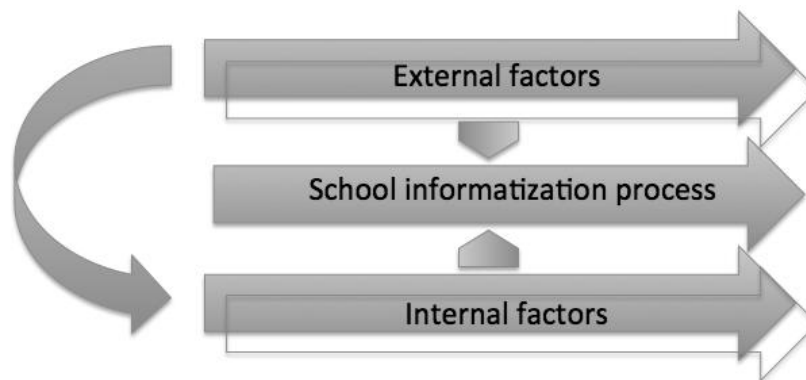 External factors
School informatization process
Internal factors